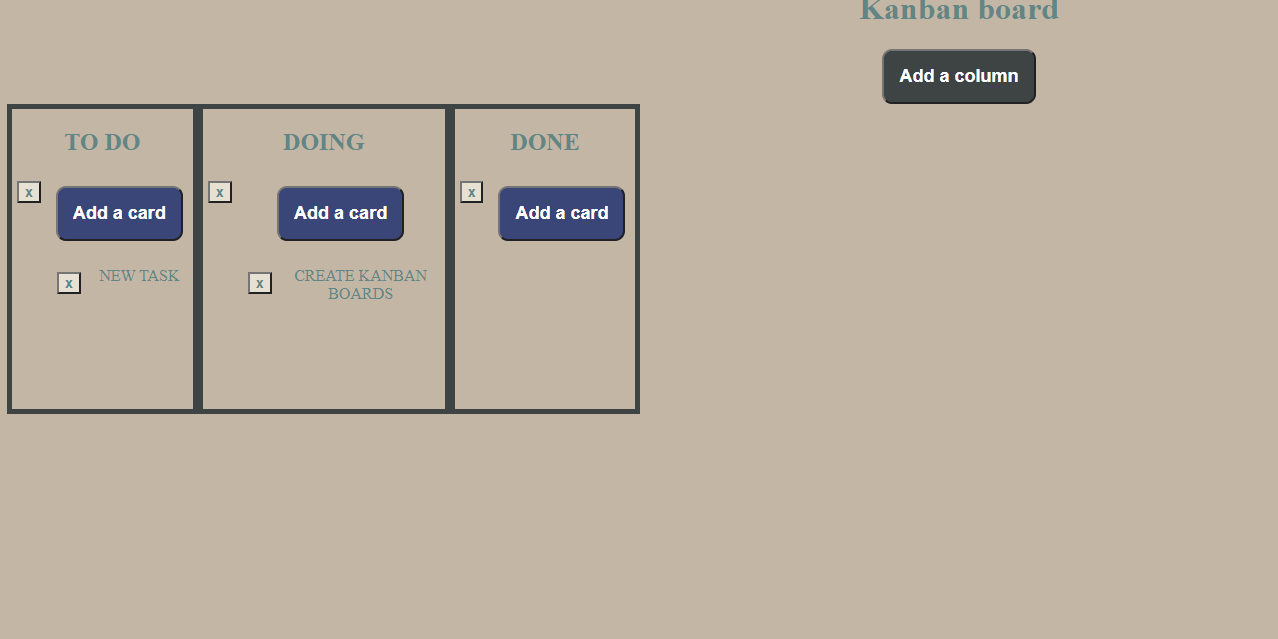 Kanban board
Add a column
TO DO
x
Add a card
x
NEW TASK
DOING
x
Add a card
x
CREATE KANBAN
BOARDS
DONE
x
Add a card